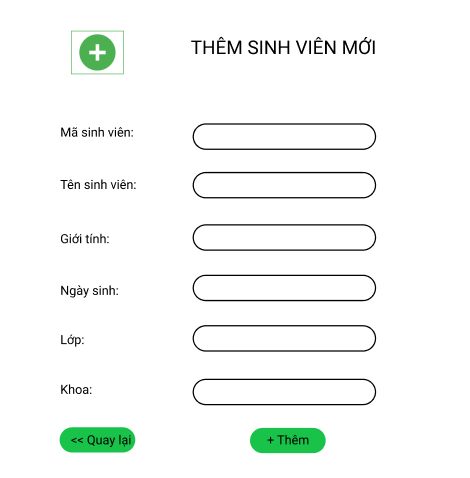 THÊM SINH VIÊN MỚI
Mã sinh viên:
Tên sinh viên:
Giới tính:
Ngày sinh:
Lớp:
Khoa:
<< Quay lại
+ Thêm